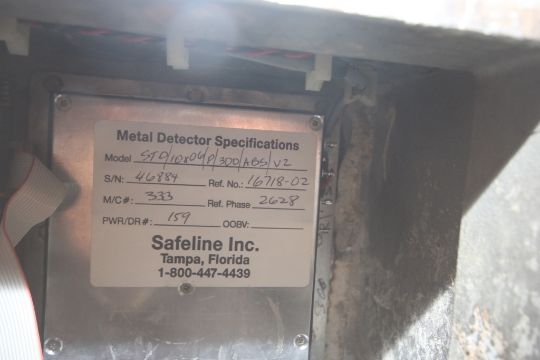 Metal Detector Specifications
Model STD/10x04/P/300/ABS/V2
S/N: 46884 Ref. No.: 16718-02
M/C#: 333 Ref. Phase 2628
PWR/DR#: 159 OOBV:
Safeline Inc.
Tampa, Florida
1-800-447-4439